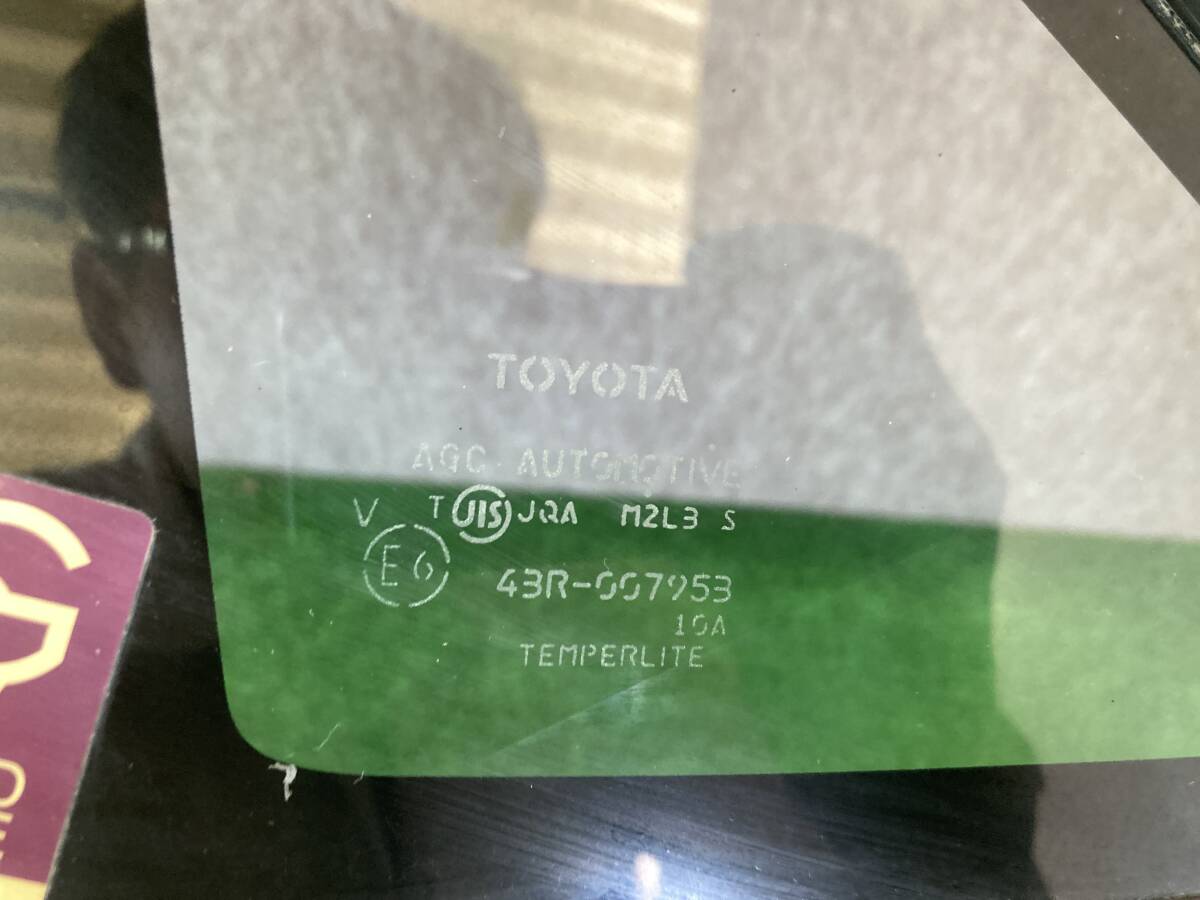 TOYOTA
AGC AUTOMOTIVE
V T JIS JQA M2L3 S
E6 43R-007953
10A
TEMPERLITE